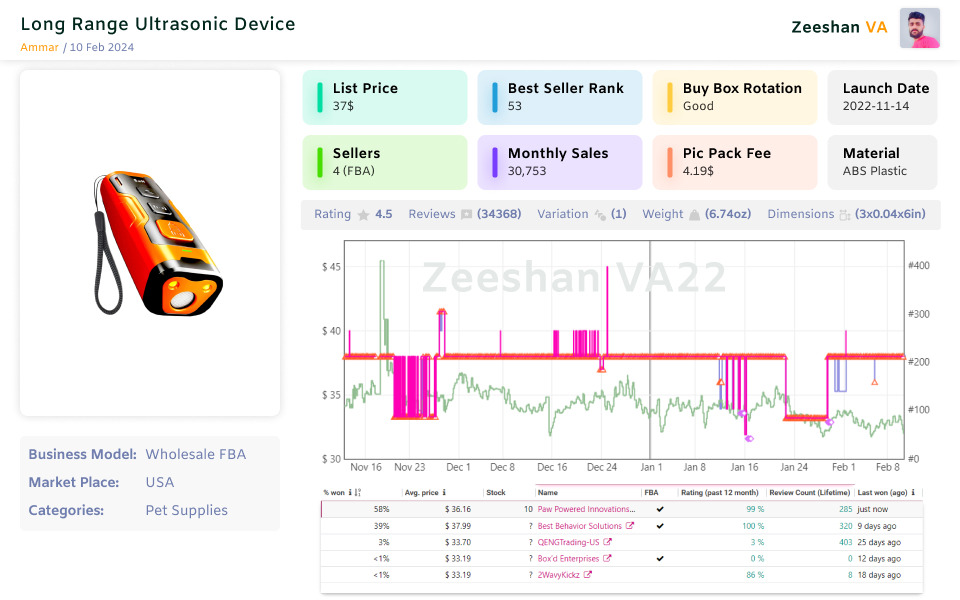 Long Range Ultrasonic Device
Ammar / 10 Feb 2024
Zeeshan VA
List Price
37$
Best Seller Rank
53
Buy Box Rotation
Good
Launch Date
2022-11-14
Sellers
4 (FBA)
Monthly Sales
30,753
Pic Pack Fee
4.19$
Material
ABS Plastic
Rating 4.5 Reviews (34368) Variation (1) Weight (6.74oz) Dimensions (3x0.04x6in)
Zeeshan VA22
$ 45 #400
#300
$ 40
#200
$ 35
#100
$ 30 #0
Nov 16 Nov 23 Dec 1 Dec 8 Dec 16 Dec 24 Jan 1 Jan 8 Jan 16 Jan 24 Feb 1 Feb 8
Business Model: Wholesale FBA
Market Place: USA
Categories: Pet Supplies
% won Avg. price Stock Name FBA Rating (past 12 month) Review Count (Lifetime) Last won (ago)
58% $ 36.16 10 Paw Powered Innovations... ✔ 99 % 285 just now
39% $ 37.99 ? Best Behavior Solutions ✔ 100 % 320 9 days ago
3% $ 33.70 ? QENGTrading-US 3 % 403 25 days ago
<1% $ 33.19 ? Box'd Enterprises ✔ 0 % 0 12 days ago
<1% $ 33.19 ? 2WavyKickz 86 % 8 18 days ago